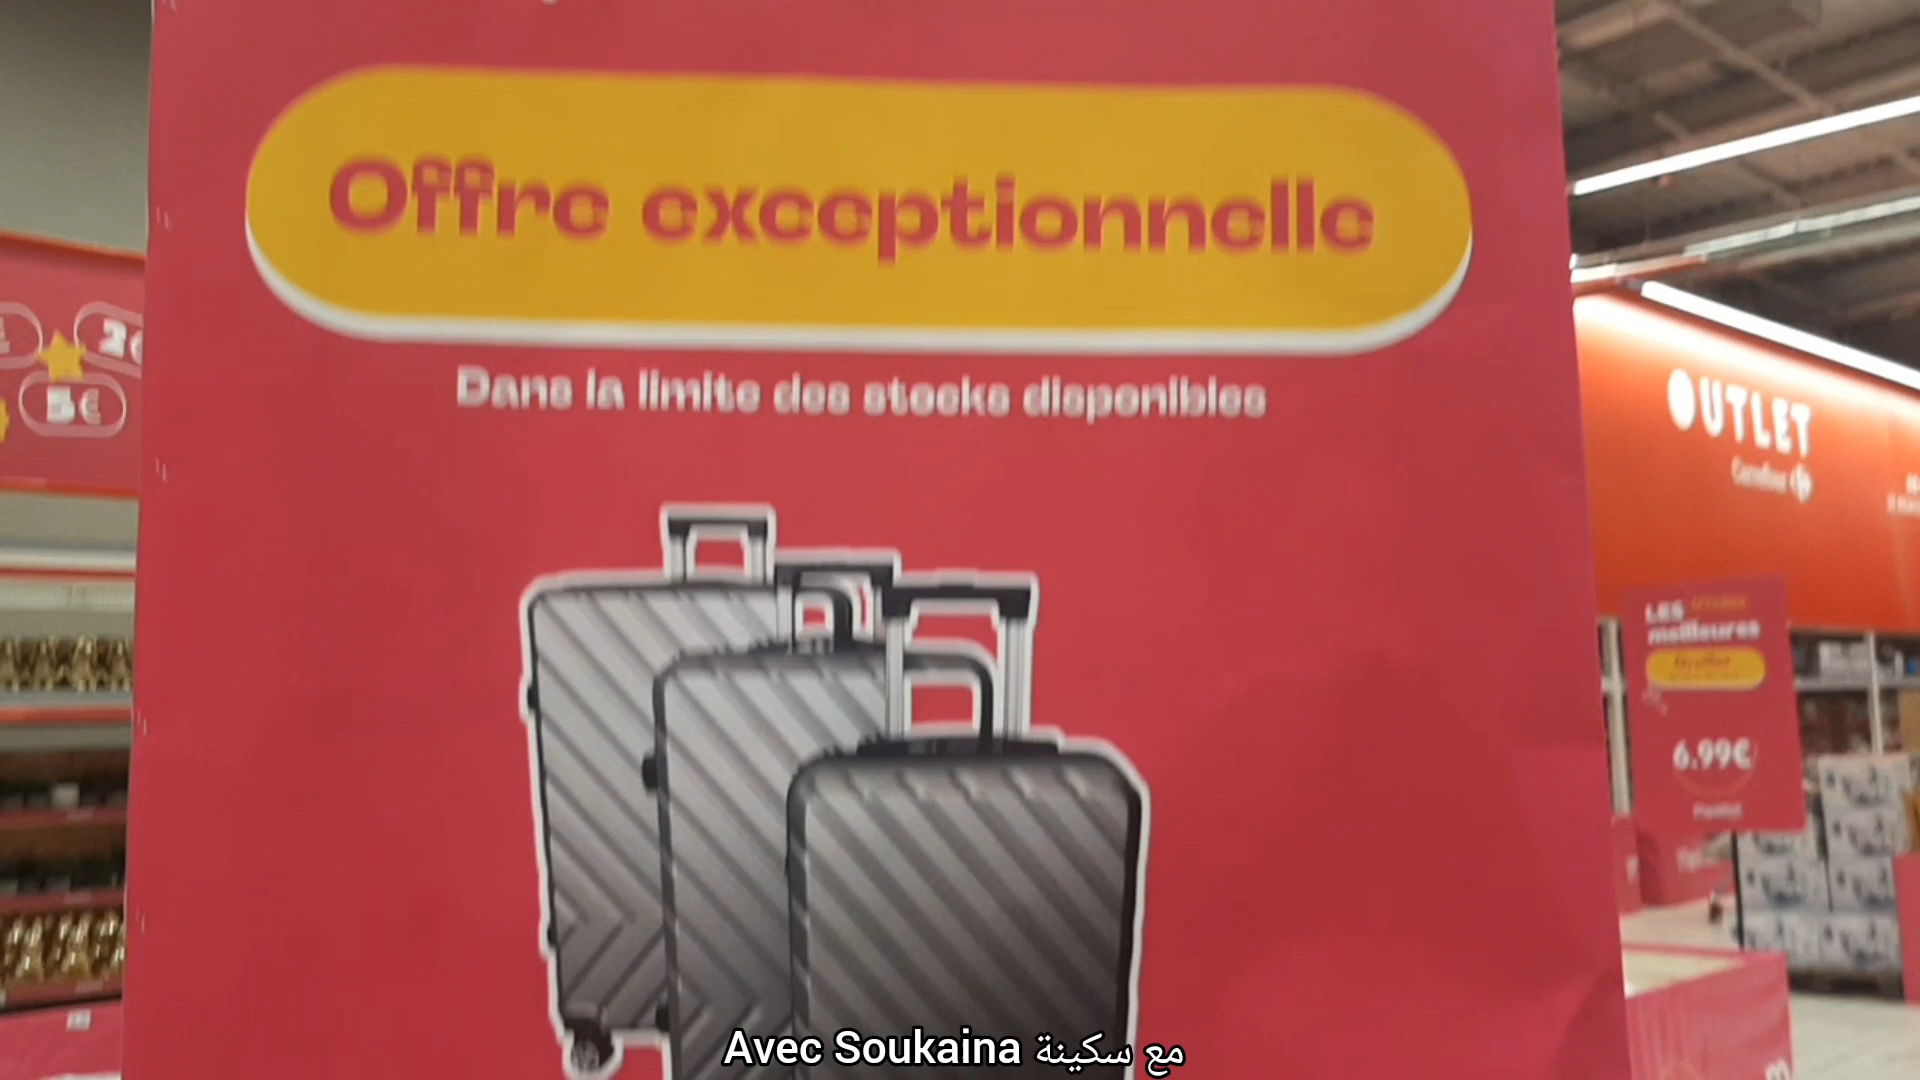 Offre exceptionnelle
Dans la limite des stocks disponibles
2€
5€
OUTLET
Carrefour
LES
meilleures
6.99€
Avec Soukaina مع سكينة